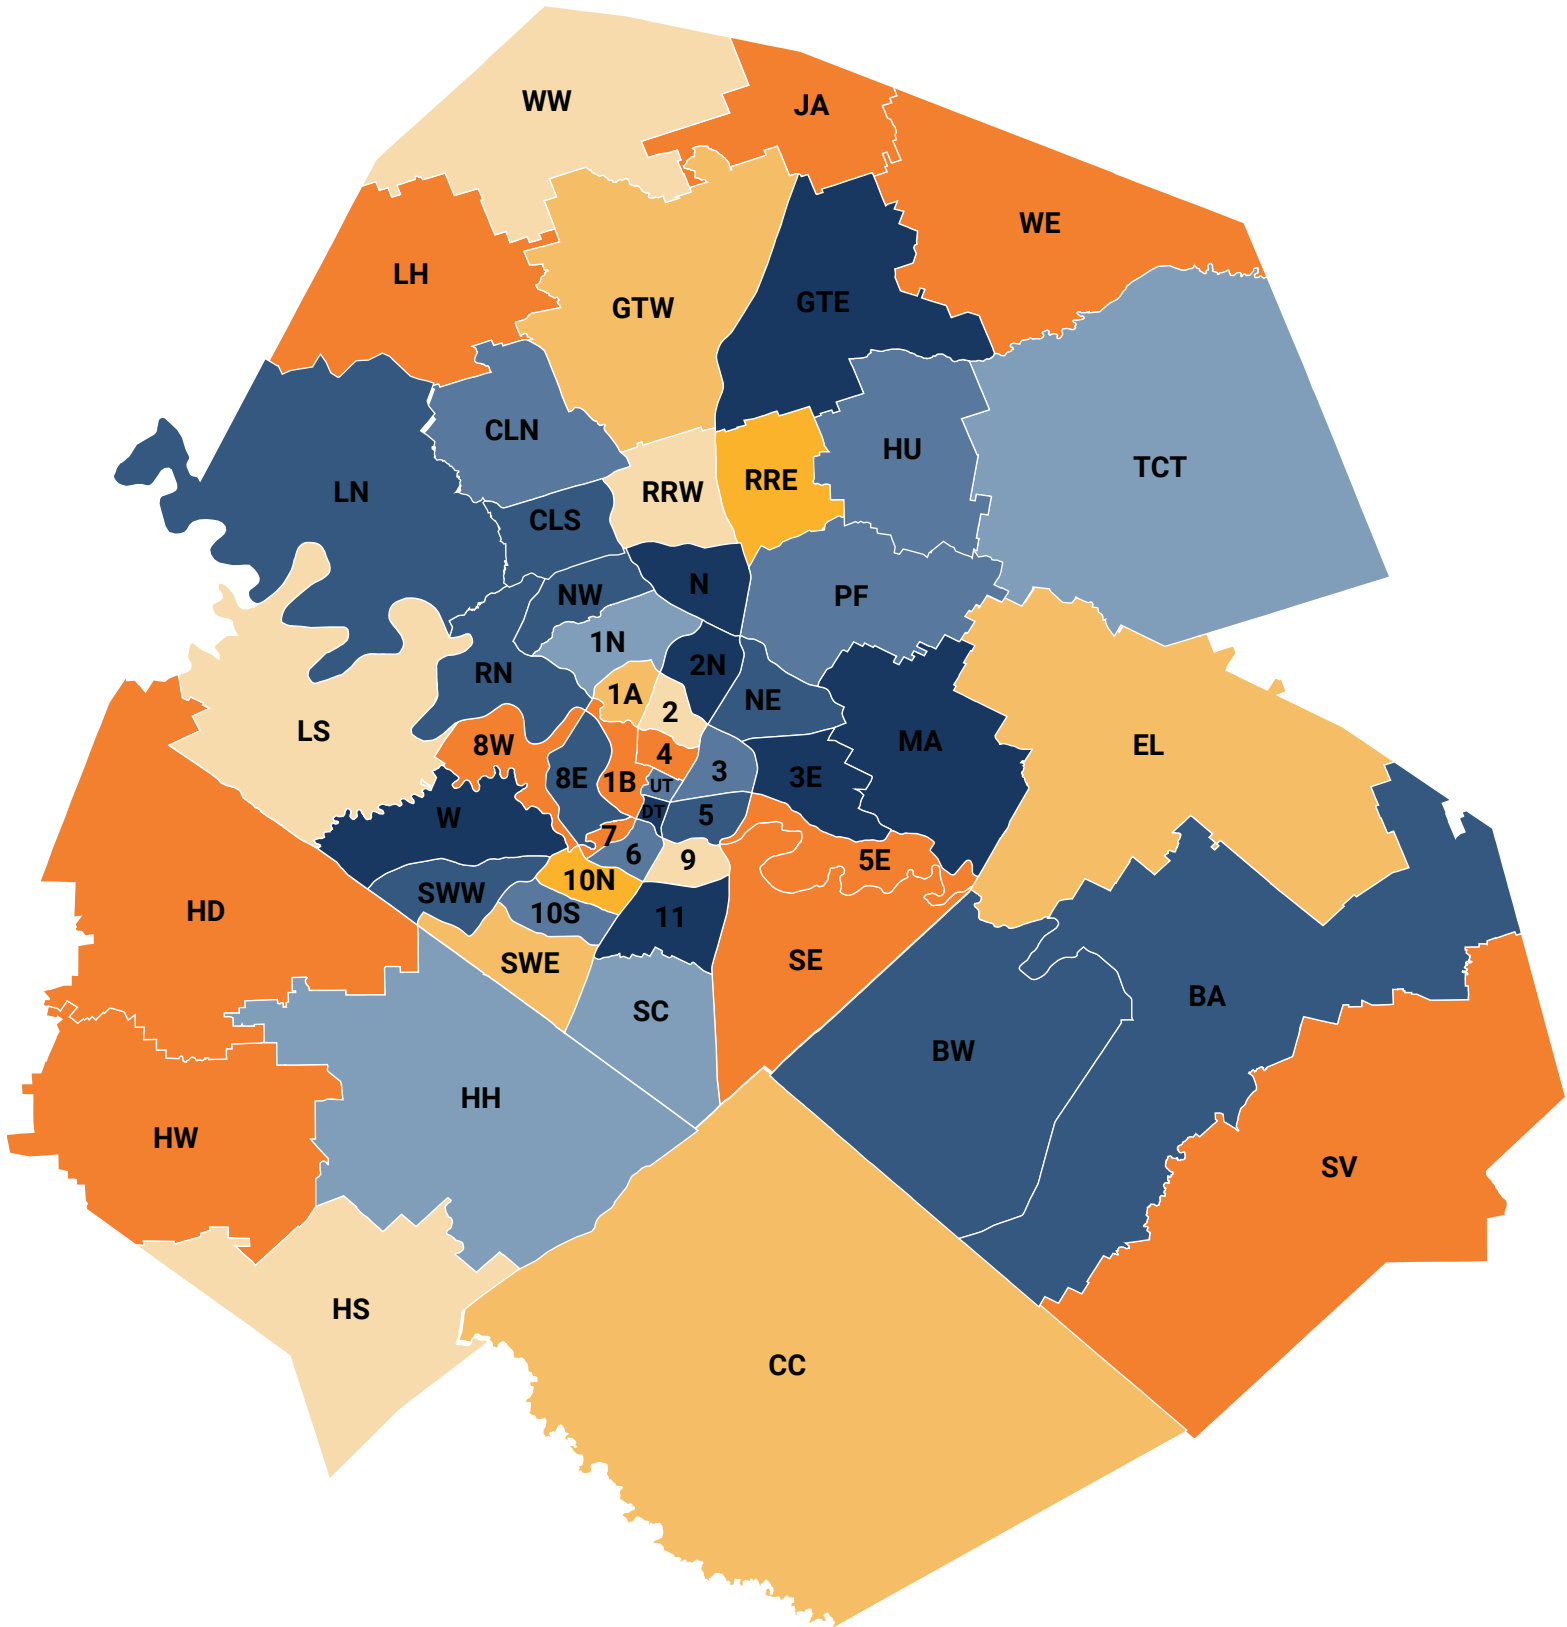 WW
JA
WE
LH
GTW
GTE
CLN
HU
TCT
RRE
LN
RRW
CLS
N
NW
PF
1N
2N
RN
1A
NE
2
LS
MA
8W
EL
4
3
3E
8E
1B
UT
DT
5
W
7
6
9
5E
10N
SWW
HD
10S
11
SWE
SE
BA
SC
BW
HH
HW
SV
HS
CC